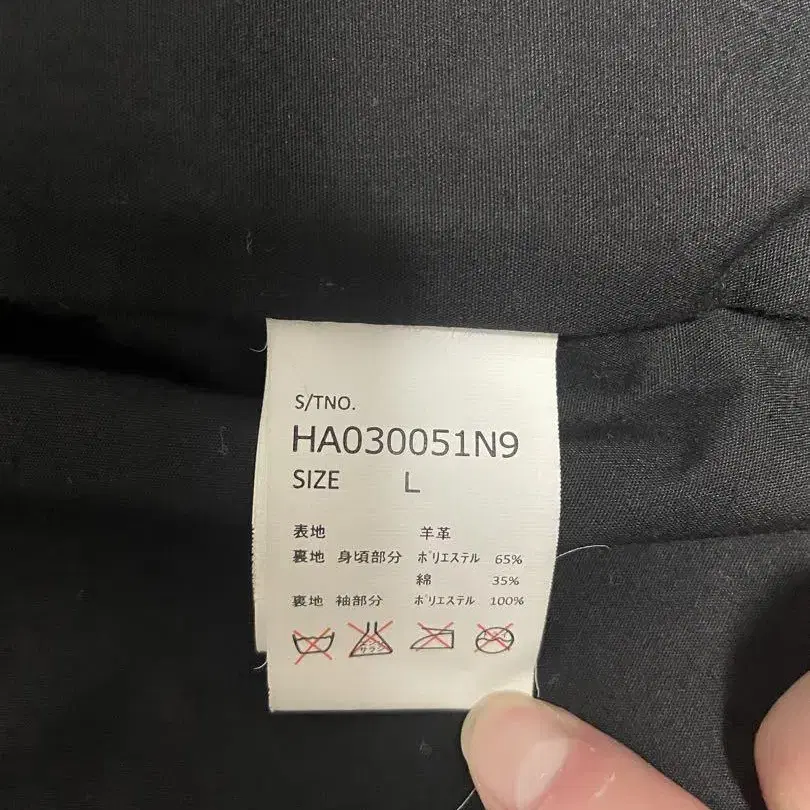 S/TNO.
HA030051N9
SIZE L
表地 羊革
裏地 身頃部分 ポリエステル 65%
綿 35%
裏地 袖部分 ポリエステル 100%